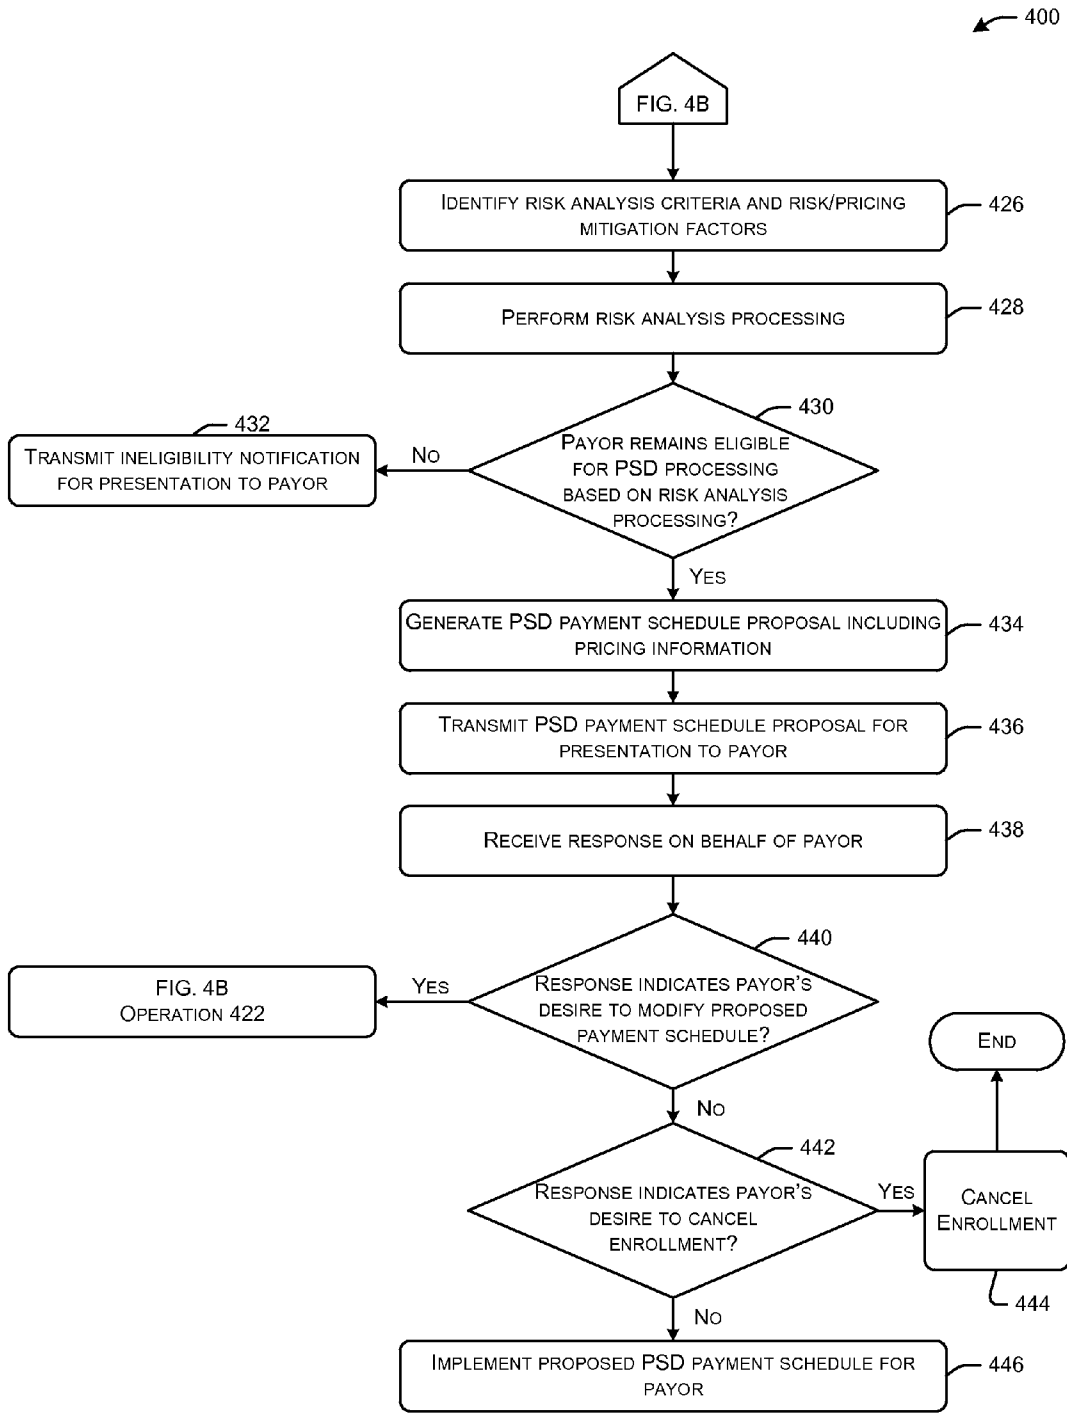 400
FIG. 4B
IDENTIFY RISK ANALYSIS CRITERIA AND RISK/PRICING
MITIGATION FACTORS
426
PERFORM RISK ANALYSIS PROCESSING
428
430
PAYOR REMAINS ELIGIBLE
FOR PSD PROCESSING
BASED ON RISK ANALYSIS
PROCESSING?
NO
432
TRANSMIT INELIGIBILITY NOTIFICATION
FOR PRESENTATION TO PAYOR
YES
GENERATE PSD PAYMENT SCHEDULE PROPOSAL INCLUDING
PRICING INFORMATION
434
TRANSMIT PSD PAYMENT SCHEDULE PROPOSAL FOR
PRESENTATION TO PAYOR
436
RECEIVE RESPONSE ON BEHALF OF PAYOR
438
440
RESPONSE INDICATES PAYOR'S
DESIRE TO MODIFY PROPOSED
PAYMENT SCHEDULE?
YES
FIG. 4B
OPERATION 422
NO
442
RESPONSE INDICATES PAYOR'S
DESIRE TO CANCEL
ENROLLMENT?
YES
CANCEL
ENROLLMENT
444
END
NO
IMPLEMENT PROPOSED PSD PAYMENT SCHEDULE FOR
PAYOR
446